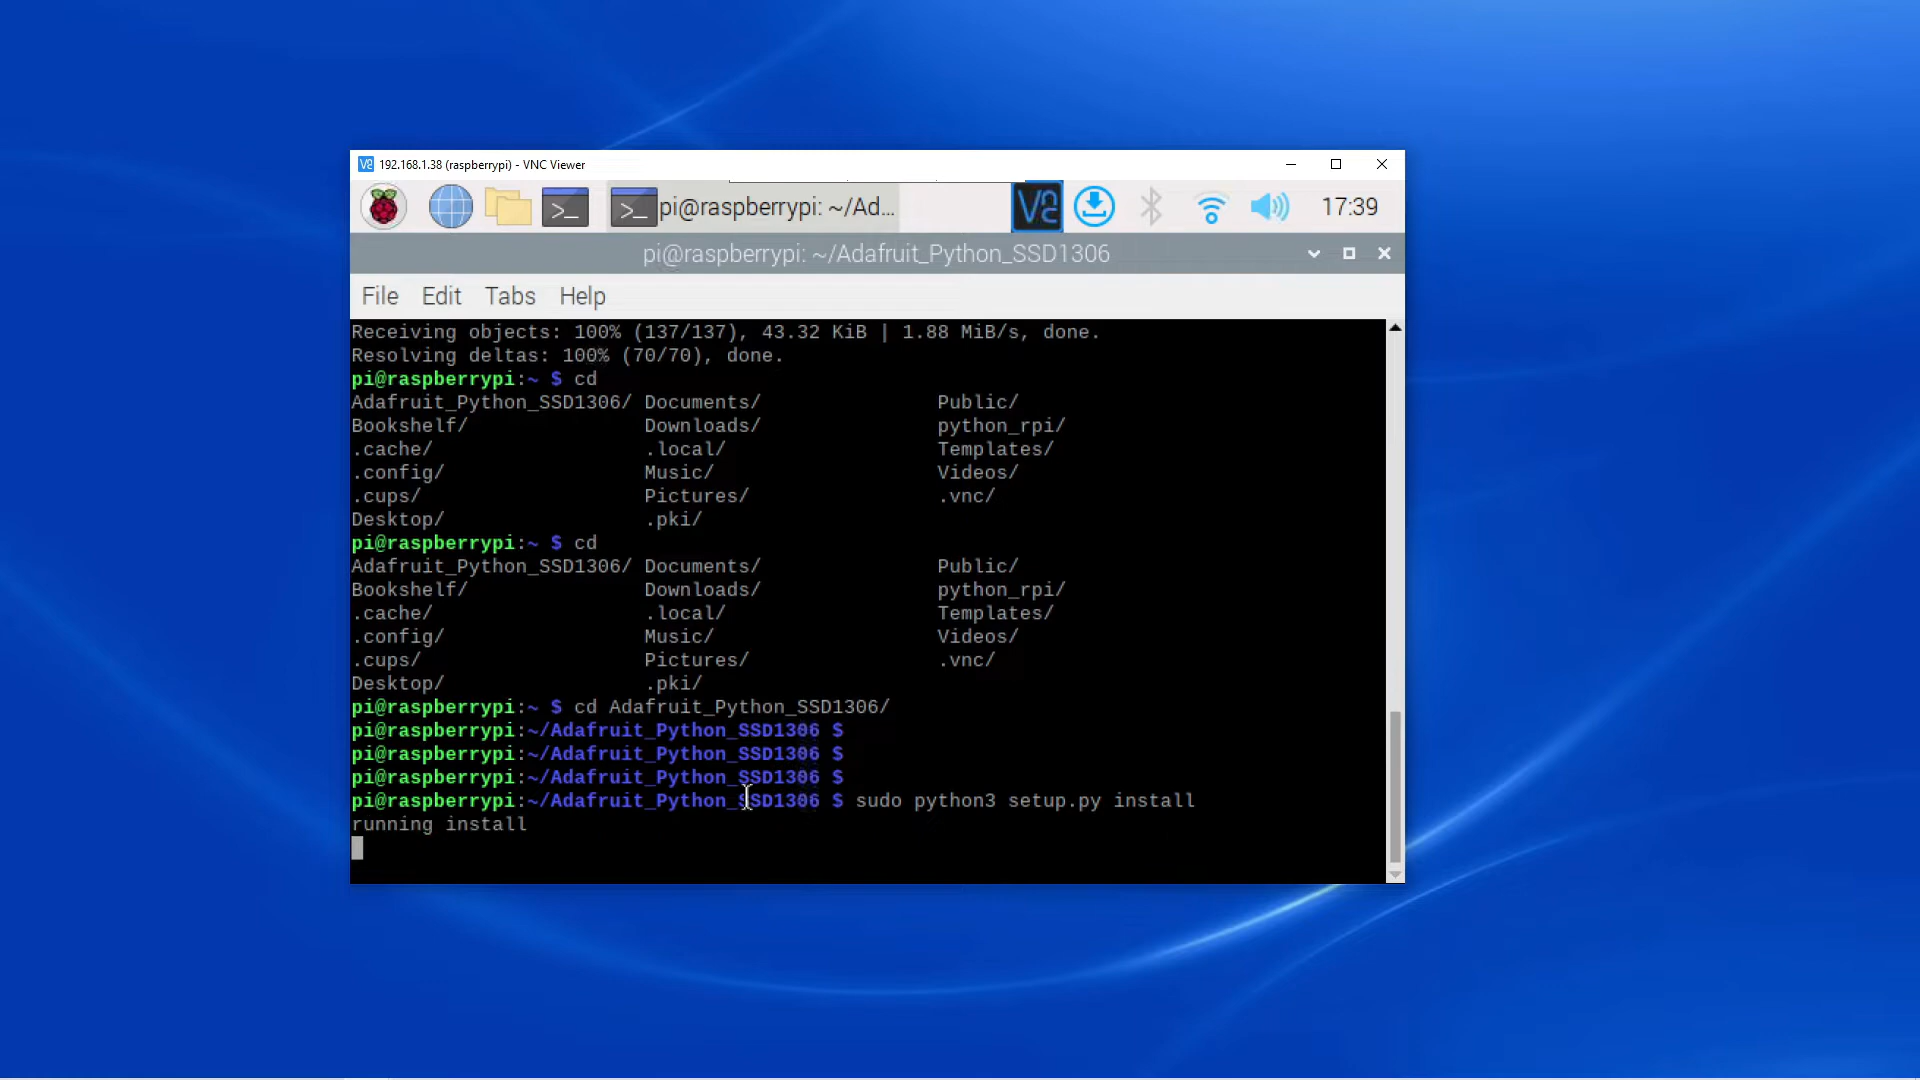 192.168.1.38 (raspberrypi) - VNC Viewer
pi@raspberrypi: ~/Ad...
17:39
pi@raspberrypi: ~/Adafruit_Python_SSD1306
File Edit Tabs Help
Receiving objects: 100% (137/137), 43.32 KiB | 1.88 MiB/s, done.
Resolving deltas: 100% (70/70), done.
pi@raspberrypi:~ $ cd
Adafruit_Python_SSD1306/ Documents/ Public/
Bookshelf/ Downloads/ python_rpi/
.cache/ .local/ Templates/
.config/ Music/ Videos/
.cups/ Pictures/ .vnc/
Desktop/ .pki/
pi@raspberrypi:~ $ cd
Adafruit_Python_SSD1306/ Documents/ Public/
Bookshelf/ Downloads/ python_rpi/
.cache/ .local/ Templates/
.config/ Music/ Videos/
.cups/ Pictures/ .vnc/
Desktop/ .pki/
pi@raspberrypi:~ $ cd Adafruit_Python_SSD1306/
pi@raspberrypi:~/Adafruit_Python_SSD1306 $
pi@raspberrypi:~/Adafruit_Python_SSD1306 $
pi@raspberrypi:~/Adafruit_Python_SSD1306 $
pi@raspberrypi:~/Adafruit_Python_SSD1306 $ sudo python3 setup.py install
running install